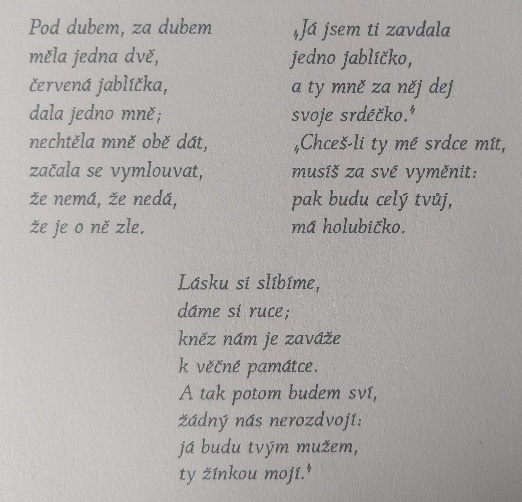 Pod dubem, za dubem
měla jedna dvě,
červená jablíčka,
dala jedno mně;
nechtěla mně obě dát,
začala se vymlouvat,
že nemá, že nedá,
že je o ně zle.
‚Já jsem ti zavdala
jedno jablíčko,
a ty mně za něj dej
svoje srdéčko.‘
‚Chceš-li ty mé srdce mít,
musíš za své vyměnit:
pak budu celý tvůj,
má holubičko.
Lásku si slíbíme,
dáme si ruce;
kněz nám je zaváže
k věčné památce.
A tak potom budem sví,
žádný nás nerozdvojí:
já budu tvým mužem,
ty žínkou mojí.‘